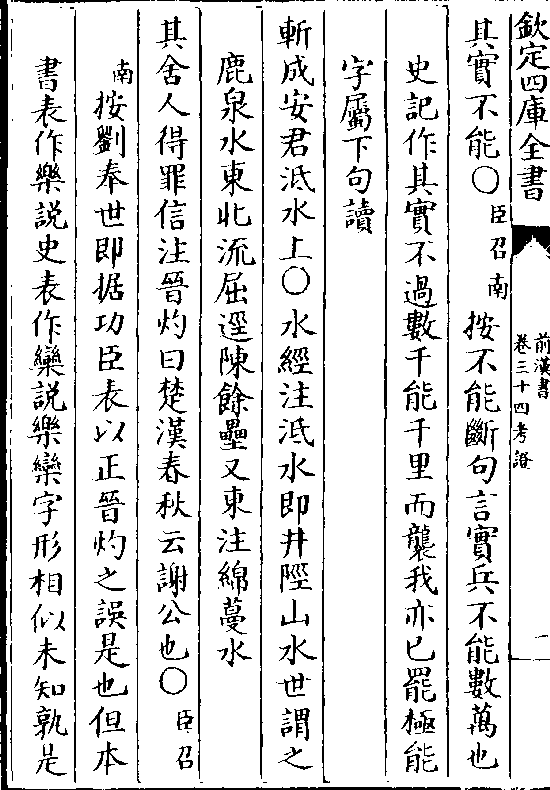 欽定四庫全書
前漢書
卷三十四考證
一
其實不能〇臣召南按不能斷句言實兵不能數萬也
史記作其實不過數千能千里而襲我亦已罷極能
字屬下句讀
斬成安君泜水上〇水經注泜水即井陘山水世謂之
鹿泉水東北流屈逕陳餘壘又東注綿蔓水
其舍人得罪信注晉灼曰楚漢春秋云謝公也〇臣召
南按劉奉世即据功臣表以正晉灼之誤是也但本
書表作樂說史表作欒説樂欒字形相似未知孰是